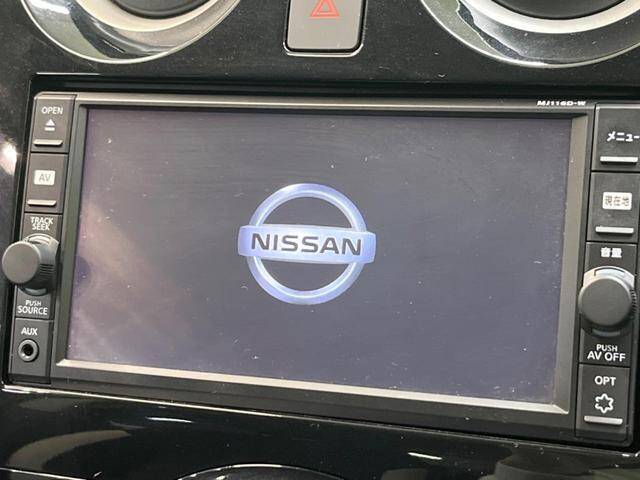 MJ116D-W
OPEN
AV
TRACK
SEEK
PUSH
SOURCE
AUX
NISSAN
メニュー
現在地
音量
PUSH
AV OFF
OPT